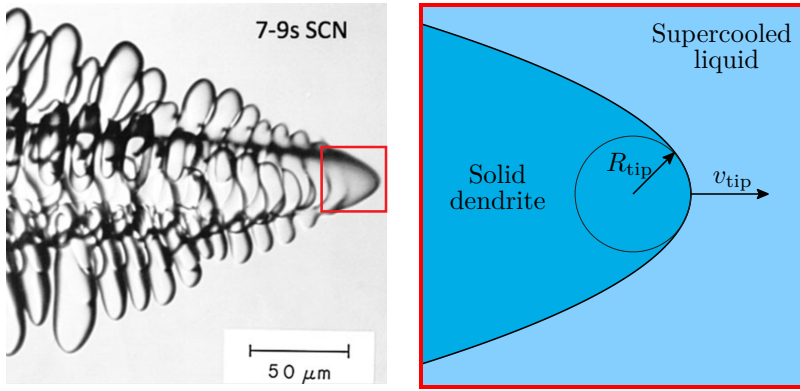 7-9s SCN
50 μm
Supercooled
liquid
Solid
dendrite
R_tip
v_tip